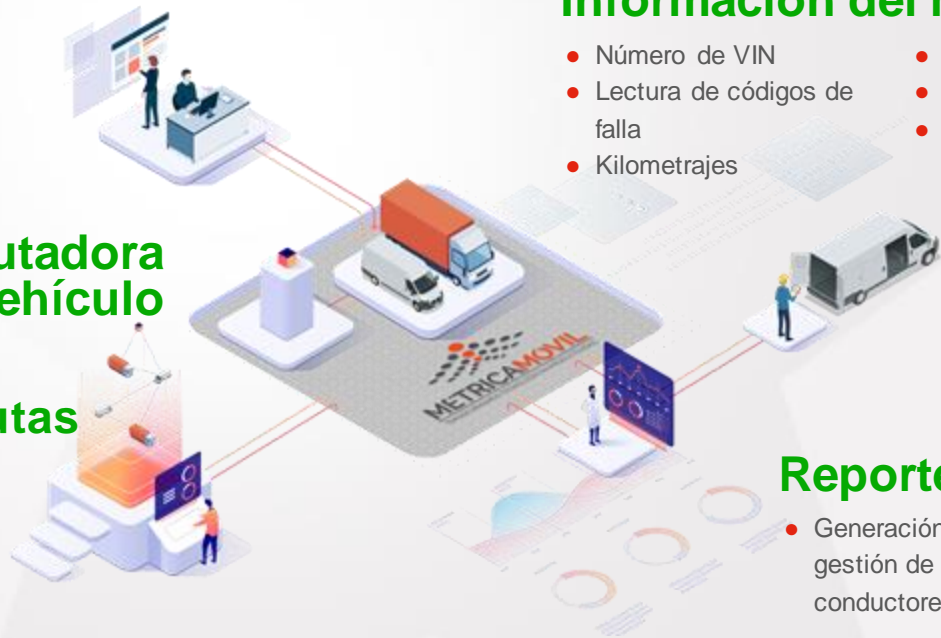 Información del
● Número de VIN
● Lectura de códigos de
falla
● Kilometrajes
●
●
●
utadora
ehículo
utas
METRICAMOVIL
Reporte
● Generación
gestión de
conductore